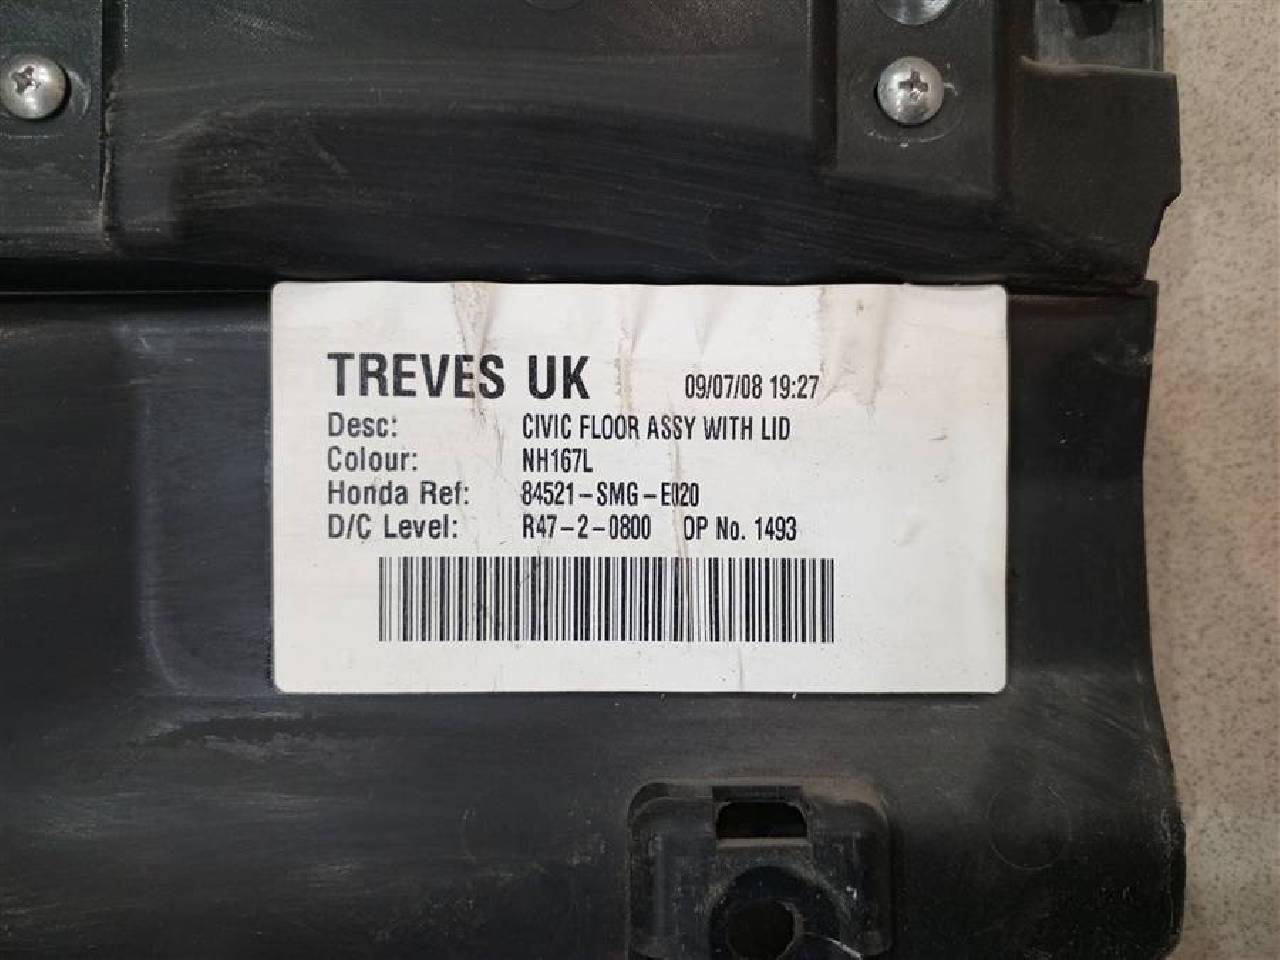 TREVES UK 09/07/08 19:27
Desc: CIVIC FLOOR ASSY WITH LID
Colour: NH167L
Honda Ref: 84521-SMG-E020
D/C Level: R47-2-0800 OP No. 1493